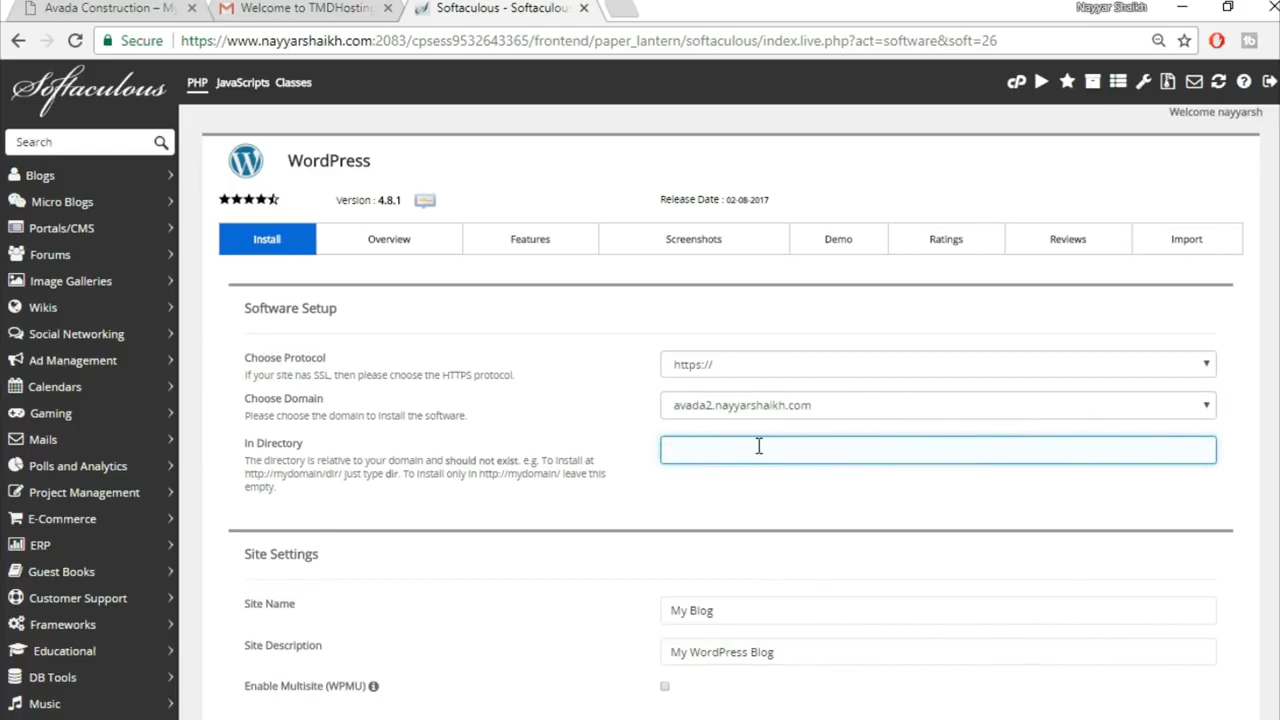 Avada Construction – My
Welcome to TMDHosting
Softaculous - Softaculou
Nayyar Shaikh
Secure
https://www.nayyarshaikh.com:2083/cpsess9532643365/frontend/paper_lantern/softaculous/index.live.php?act=software&soft=26
Softaculous
PHP JavaScripts Classes
cP
Welcome nayyarsh
Search
Blogs
Micro Blogs
Portals/CMS
Forums
Image Galleries
Wikis
Social Networking
Ad Management
Calendars
Gaming
Mails
Polls and Analytics
Project Management
E-Commerce
ERP
Guest Books
Customer Support
Frameworks
Educational
DB Tools
Music
WordPress
Version : 4.8.1
Release Date : 02-08-2017
Install Overview Features Screenshots Demo Ratings Reviews Import
Software Setup
Choose Protocol
If your site has SSL, then please choose the HTTPS protocol.
https://
Choose Domain
Please choose the domain to install the software.
avada2.nayyarshaikh.com
In Directory
The directory is relative to your domain and should not exist. e.g. To install at
http://mydomain/dir/ just type dir. To install only in http://mydomain/ leave this
empty.
Site Settings
Site Name
My Blog
Site Description
My WordPress Blog
Enable Multisite (WPMU)